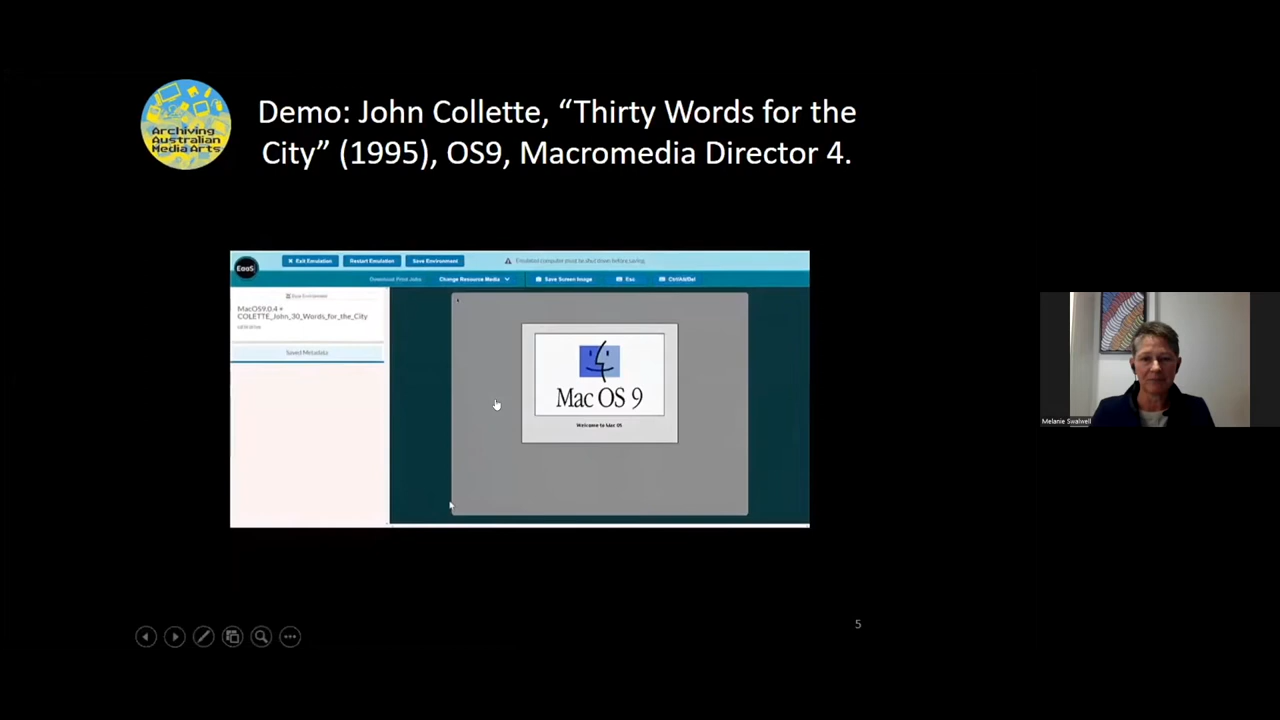 Archiving
Australian
Media Arts
Demo: John Collette, “Thirty Words for the
City” (1995), OS9, Macromedia Director 4.
EaaSI
Exit Emulation
Restart Emulation
Save Environment
Emulated computer must be shut down before saving.
Download Print Jobs
Change Resource Media
Save Screen Image
Esc
Ctrl/Alt/Del
Base Environment
MacOS9.0.4 +
COLETTE_John_30_Words_for_the_City
Saved Metadata
Mac OS 9
Welcome to Mac OS
Melanie Swalwell
5